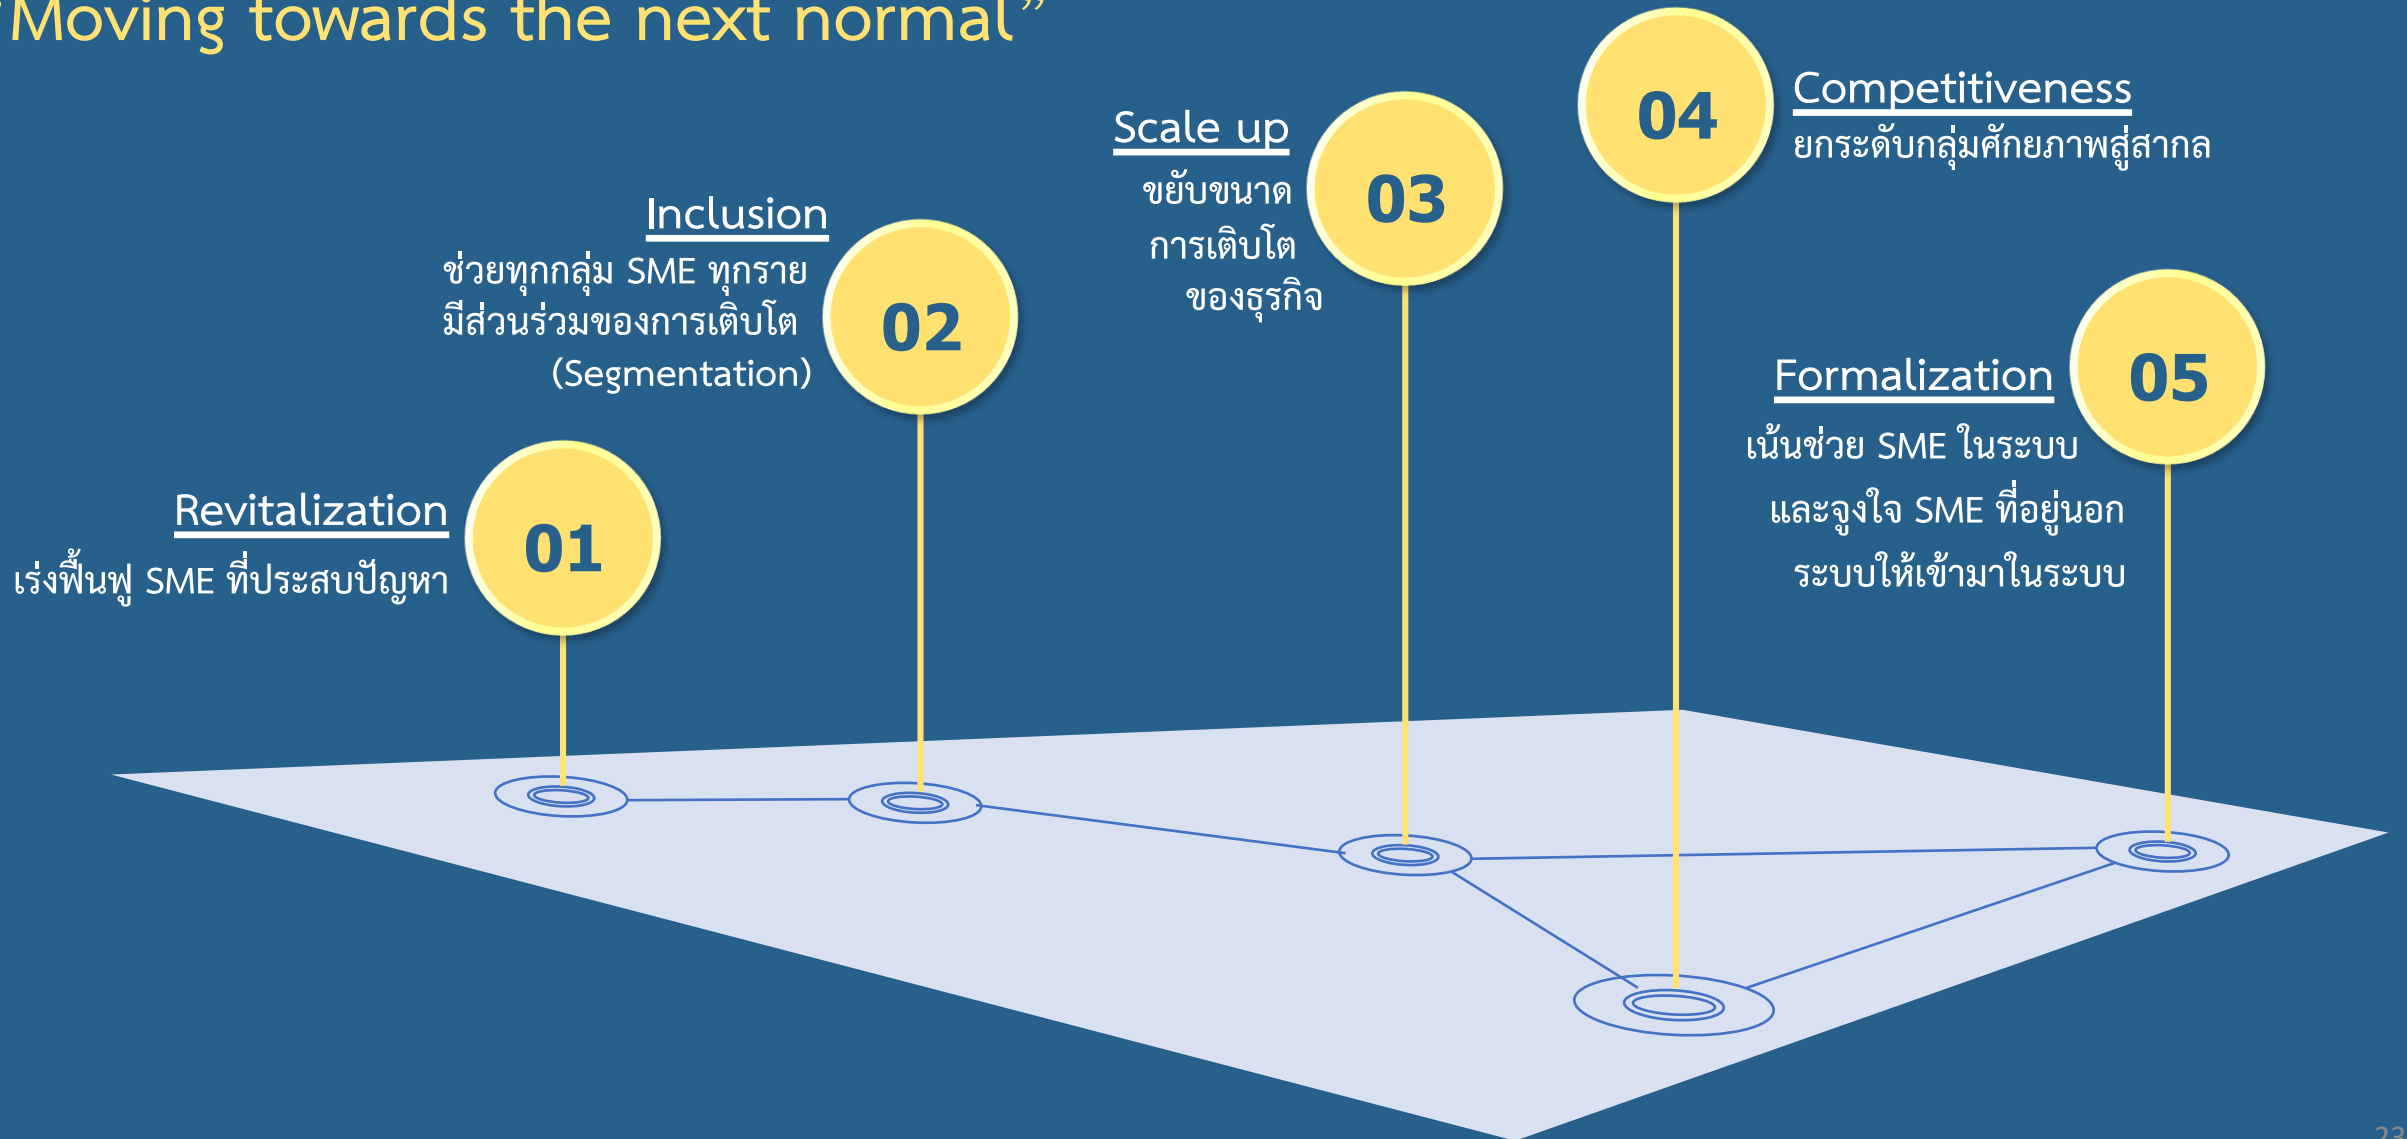 “Moving towards the next normal”
01
Revitalization
เร่งฟื้นฟู SME ที่ประสบปัญหา
02
Inclusion
ช่วยทุกกลุ่ม SME ทุกราย
มีส่วนร่วมของการเติบโต
(Segmentation)
03
Scale up
ขยับขนาด
การเติบโต
ของธุรกิจ
04
Competitiveness
ยกระดับกลุ่มศักยภาพสู่สากล
05
Formalization
เน้นช่วย SME ในระบบ
และจูงใจ SME ที่อยู่นอก
ระบบให้เข้ามาในระบบ
23